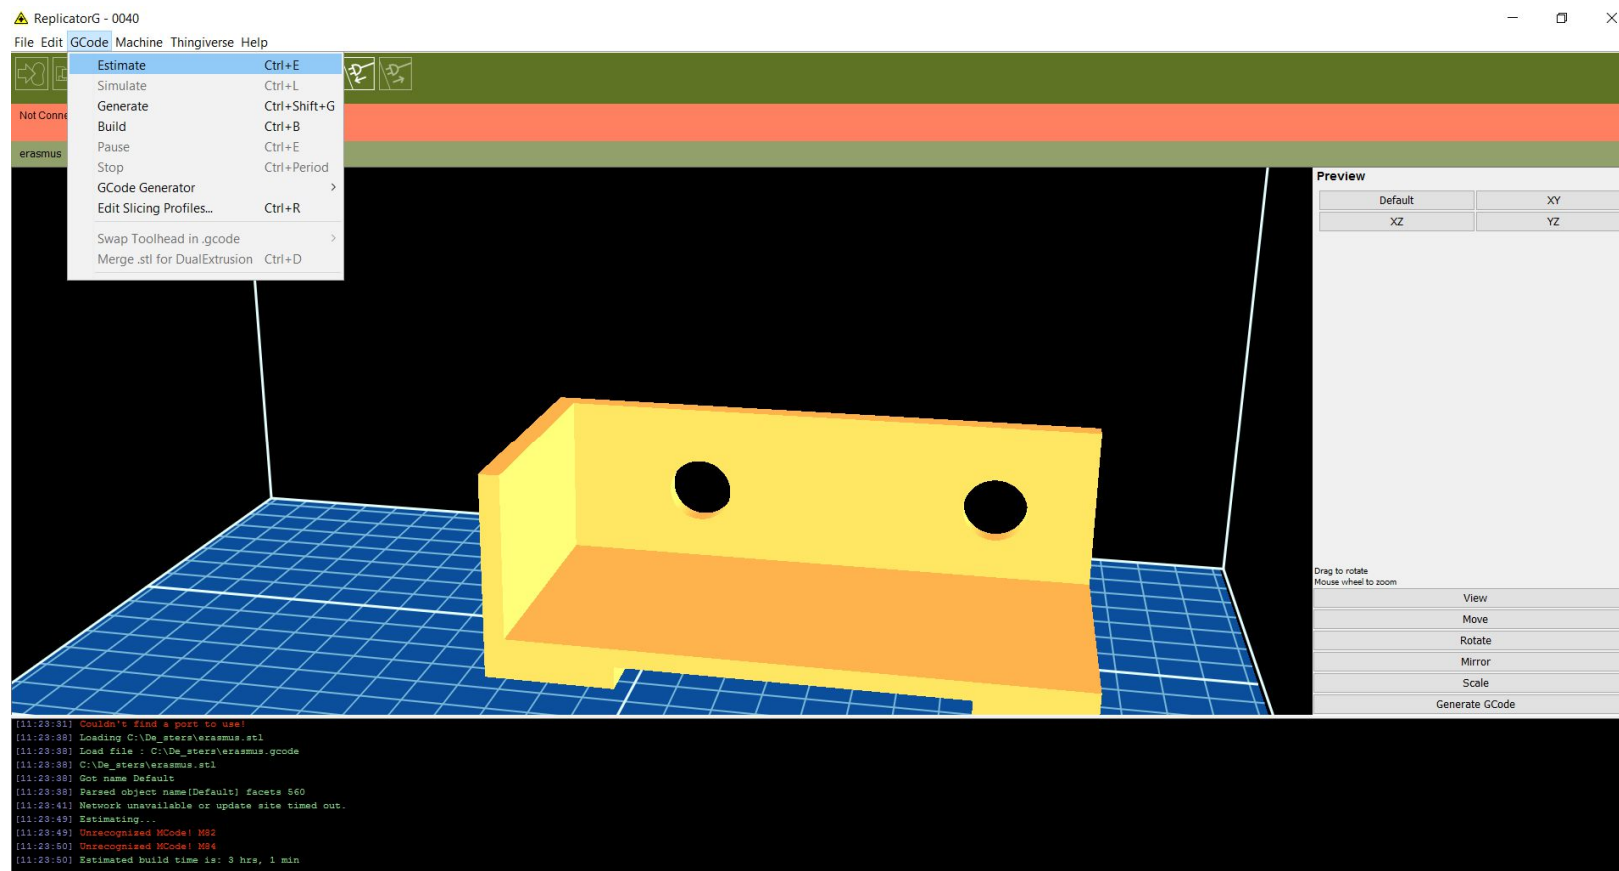 ReplicatorG - 0040
File Edit GCode Machine Thingiverse Help
Estimate Ctrl+E
Simulate Ctrl+L
Generate Ctrl+Shift+G
Build Ctrl+B
Pause Ctrl+E
Stop Ctrl+Period
GCode Generator
Edit Slicing Profiles... Ctrl+R
Swap Toolhead in .gcode
Merge .stl for DualExtrusion Ctrl+D
Not Conne
erasmus
Preview
Default XY
XZ YZ
Drag to rotate
Mouse wheel to zoom
View
Move
Rotate
Mirror
Scale
Generate GCode
[11:23:31] Couldn't find a port to use!
[11:23:38] Loading C:\De_sters\erasmus.stl
[11:23:38] Load file : C:\De_sters\erasmus.gcode
[11:23:38] C:\De_sters\erasmus.stl
[11:23:38] Got name Default
[11:23:38] Parsed object name[Default] facets 560
[11:23:41] Network unavailable or update site timed out.
[11:23:49] Estimating...
[11:23:49] Unrecognized MCode! M82
[11:23:50] Unrecognized MCode! M84
[11:23:50] Estimated build time is: 3 hrs, 1 min